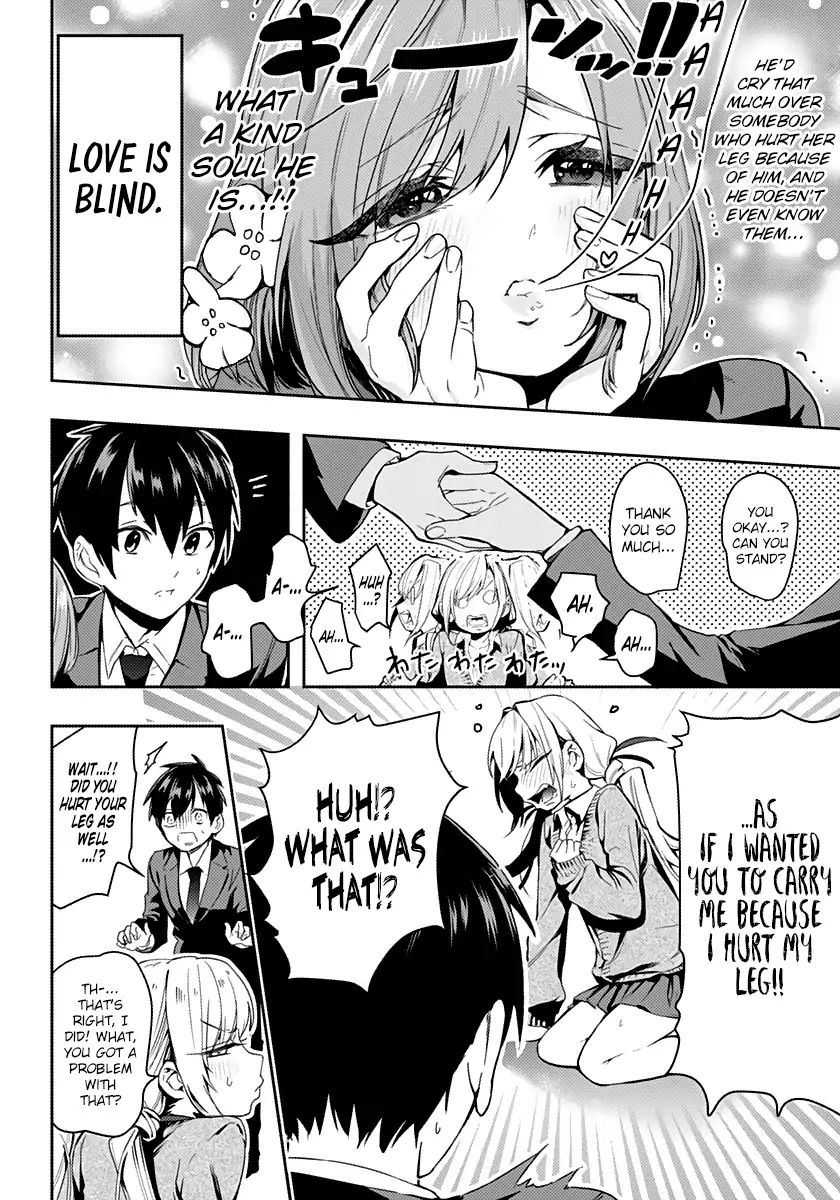 HE'D
CRY THAT
MUCH OVER
SOMEBODY
WHO HURT HER
LEG BECAUSE
OF HIM, AND
HE DOESN'T
EVEN KNOW
THEM...
AAAAAHHH
キューンッ!!
WHAT
A KIND
SOUL HE
IS...!!
LOVE IS
BLIND.
YOU
OKAY...?
CAN YOU
STAND?
THANK
YOU SO
MUCH...
AH.
AH.
HUH
...?
AH...
わた わた わた...
A-...
A-...
...AS
IF I WANTED
YOU TO CARRY
ME BECAUSE
I HURT MY
LEG!!
HUH!?
WHAT WAS
THAT!?
WAIT...!!
DID YOU
HURT YOUR
LEG AS
WELL
...!?
TH-...
THAT'S
RIGHT, I
DID! WHAT,
YOU GOT A
PROBLEM
WITH
THAT?